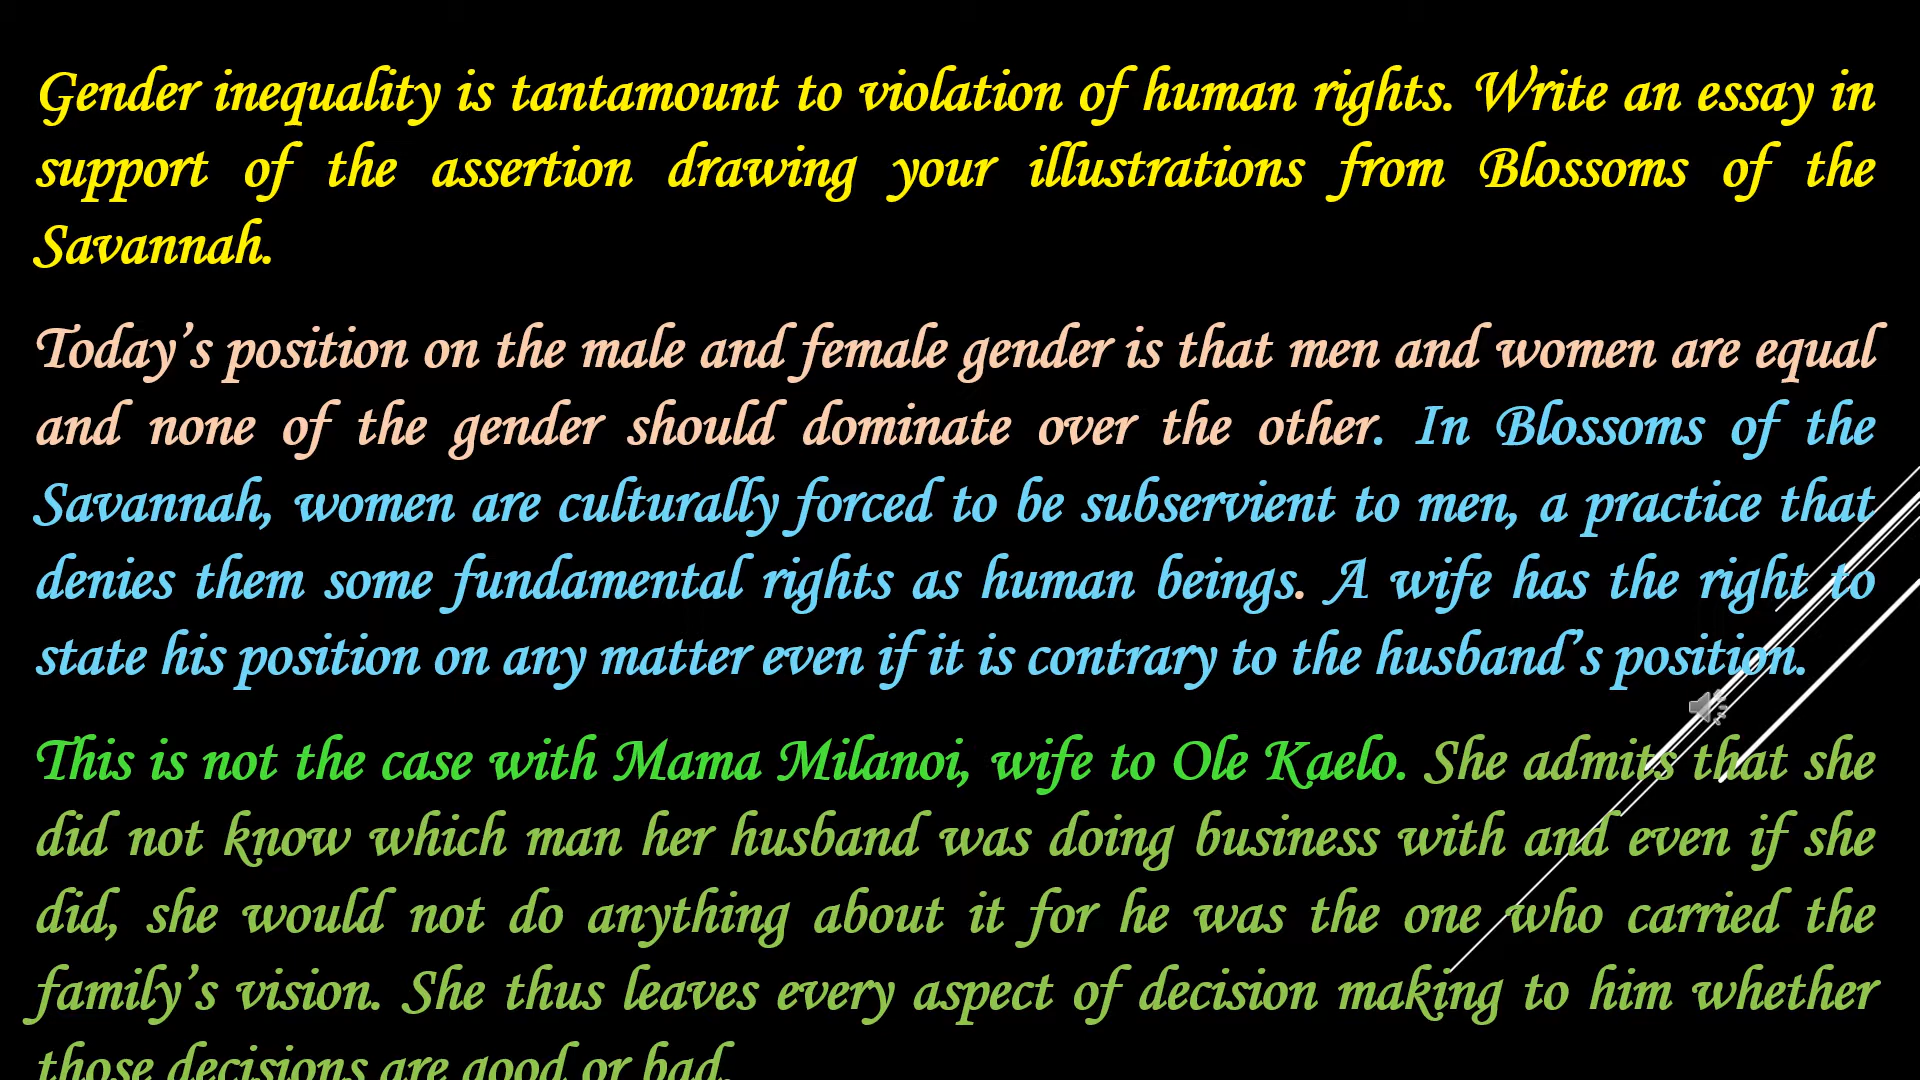 Gender inequality is tantamount to violation of human rights. Write an essay in
support of the assertion drawing your illustrations from Blossoms of the
Savannah.
Today’s position on the male and female gender is that men and women are equal
and none of the gender should dominate over the other. In Blossoms of the
Savannah, women are culturally forced to be subservient to men, a practice that
denies them some fundamental rights as human beings. A wife has the right to
state his position on any matter even if it is contrary to the husband’s position.
This is not the case with Mama Milanoi, wife to Ole Kaelo. She admits that she
did not know which man her husband was doing business with and even if she
did, she would not do anything about it for he was the one who carried the
family’s vision. She thus leaves every aspect of decision making to him whether
those decisions are good or bad.